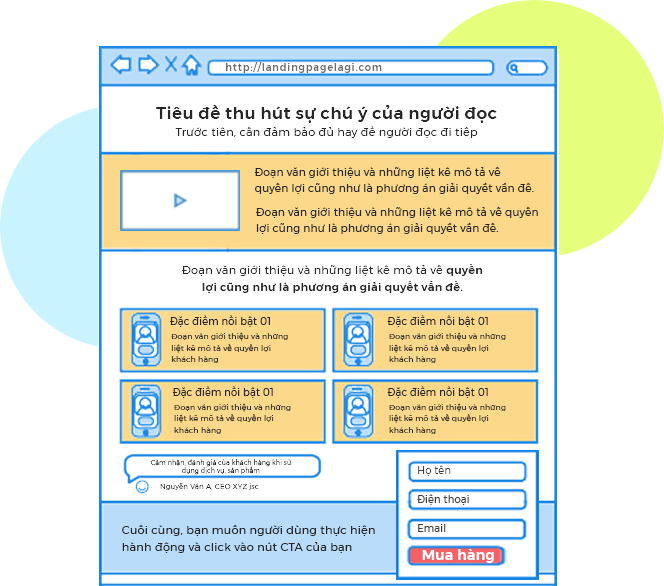 http://landingpagelagi.com
Tiêu đề thu hút sự chú ý của người đọc
Trước tiên, cần đảm bảo đủ hay để người đọc đi tiếp
Đoạn văn giới thiệu và những liệt kê mô tả về
quyền lợi cũng như là phương án giải quyết vấn đề.
Đoạn văn giới thiệu và những liệt kê mô tả về quyền
lợi cũng như là phương án giải quyết vấn đề.
Đoạn văn giới thiệu và những liệt kê mô tả về quyền
lợi cũng như là phương án giải quyết vấn đề.
Đặc điểm nổi bật 01
Đoạn văn giới thiệu và những
liệt kê mô tả về quyền lợi
khách hàng
Đặc điểm nổi bật 01
Đoạn văn giới thiệu và những
liệt kê mô tả về quyền lợi
khách hàng
Đặc điểm nổi bật 01
Đoạn văn giới thiệu và những
liệt kê mô tả về quyền lợi
khách hàng
Đặc điểm nổi bật 01
Đoạn văn giới thiệu và những
liệt kê mô tả về quyền lợi
khách hàng
Cảm nhận, đánh giá của khách hàng khi sử
dụng dịch vụ, sản phẩm
Nguyễn Văn A, CEO XYZ jsc
Cuối cùng, bạn muốn người dùng thực hiện
hành động và click vào nút CTA của bạn
Họ tên
Điện thoại
Email
Mua hàng